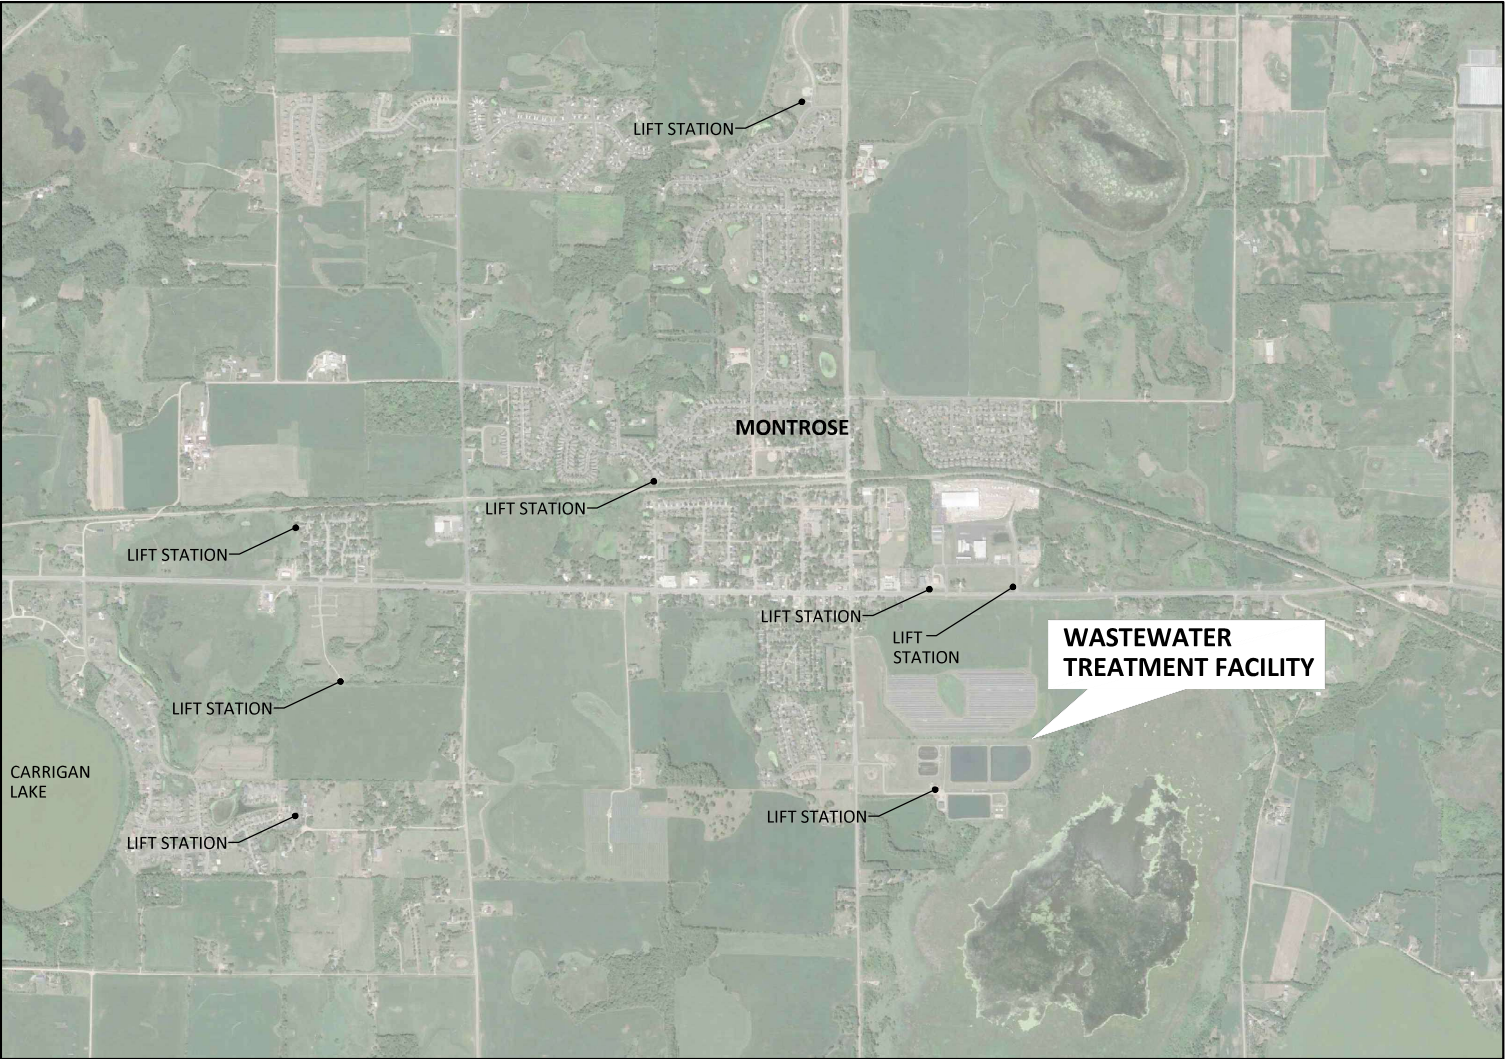 LIFT STATION
MONTROSE
LIFT STATION
LIFT STATION
LIFT STATION
LIFT
STATION
WASTEWATER
TREATMENT FACILITY
LIFT STATION
CARRIGAN
LAKE
LIFT STATION
LIFT STATION